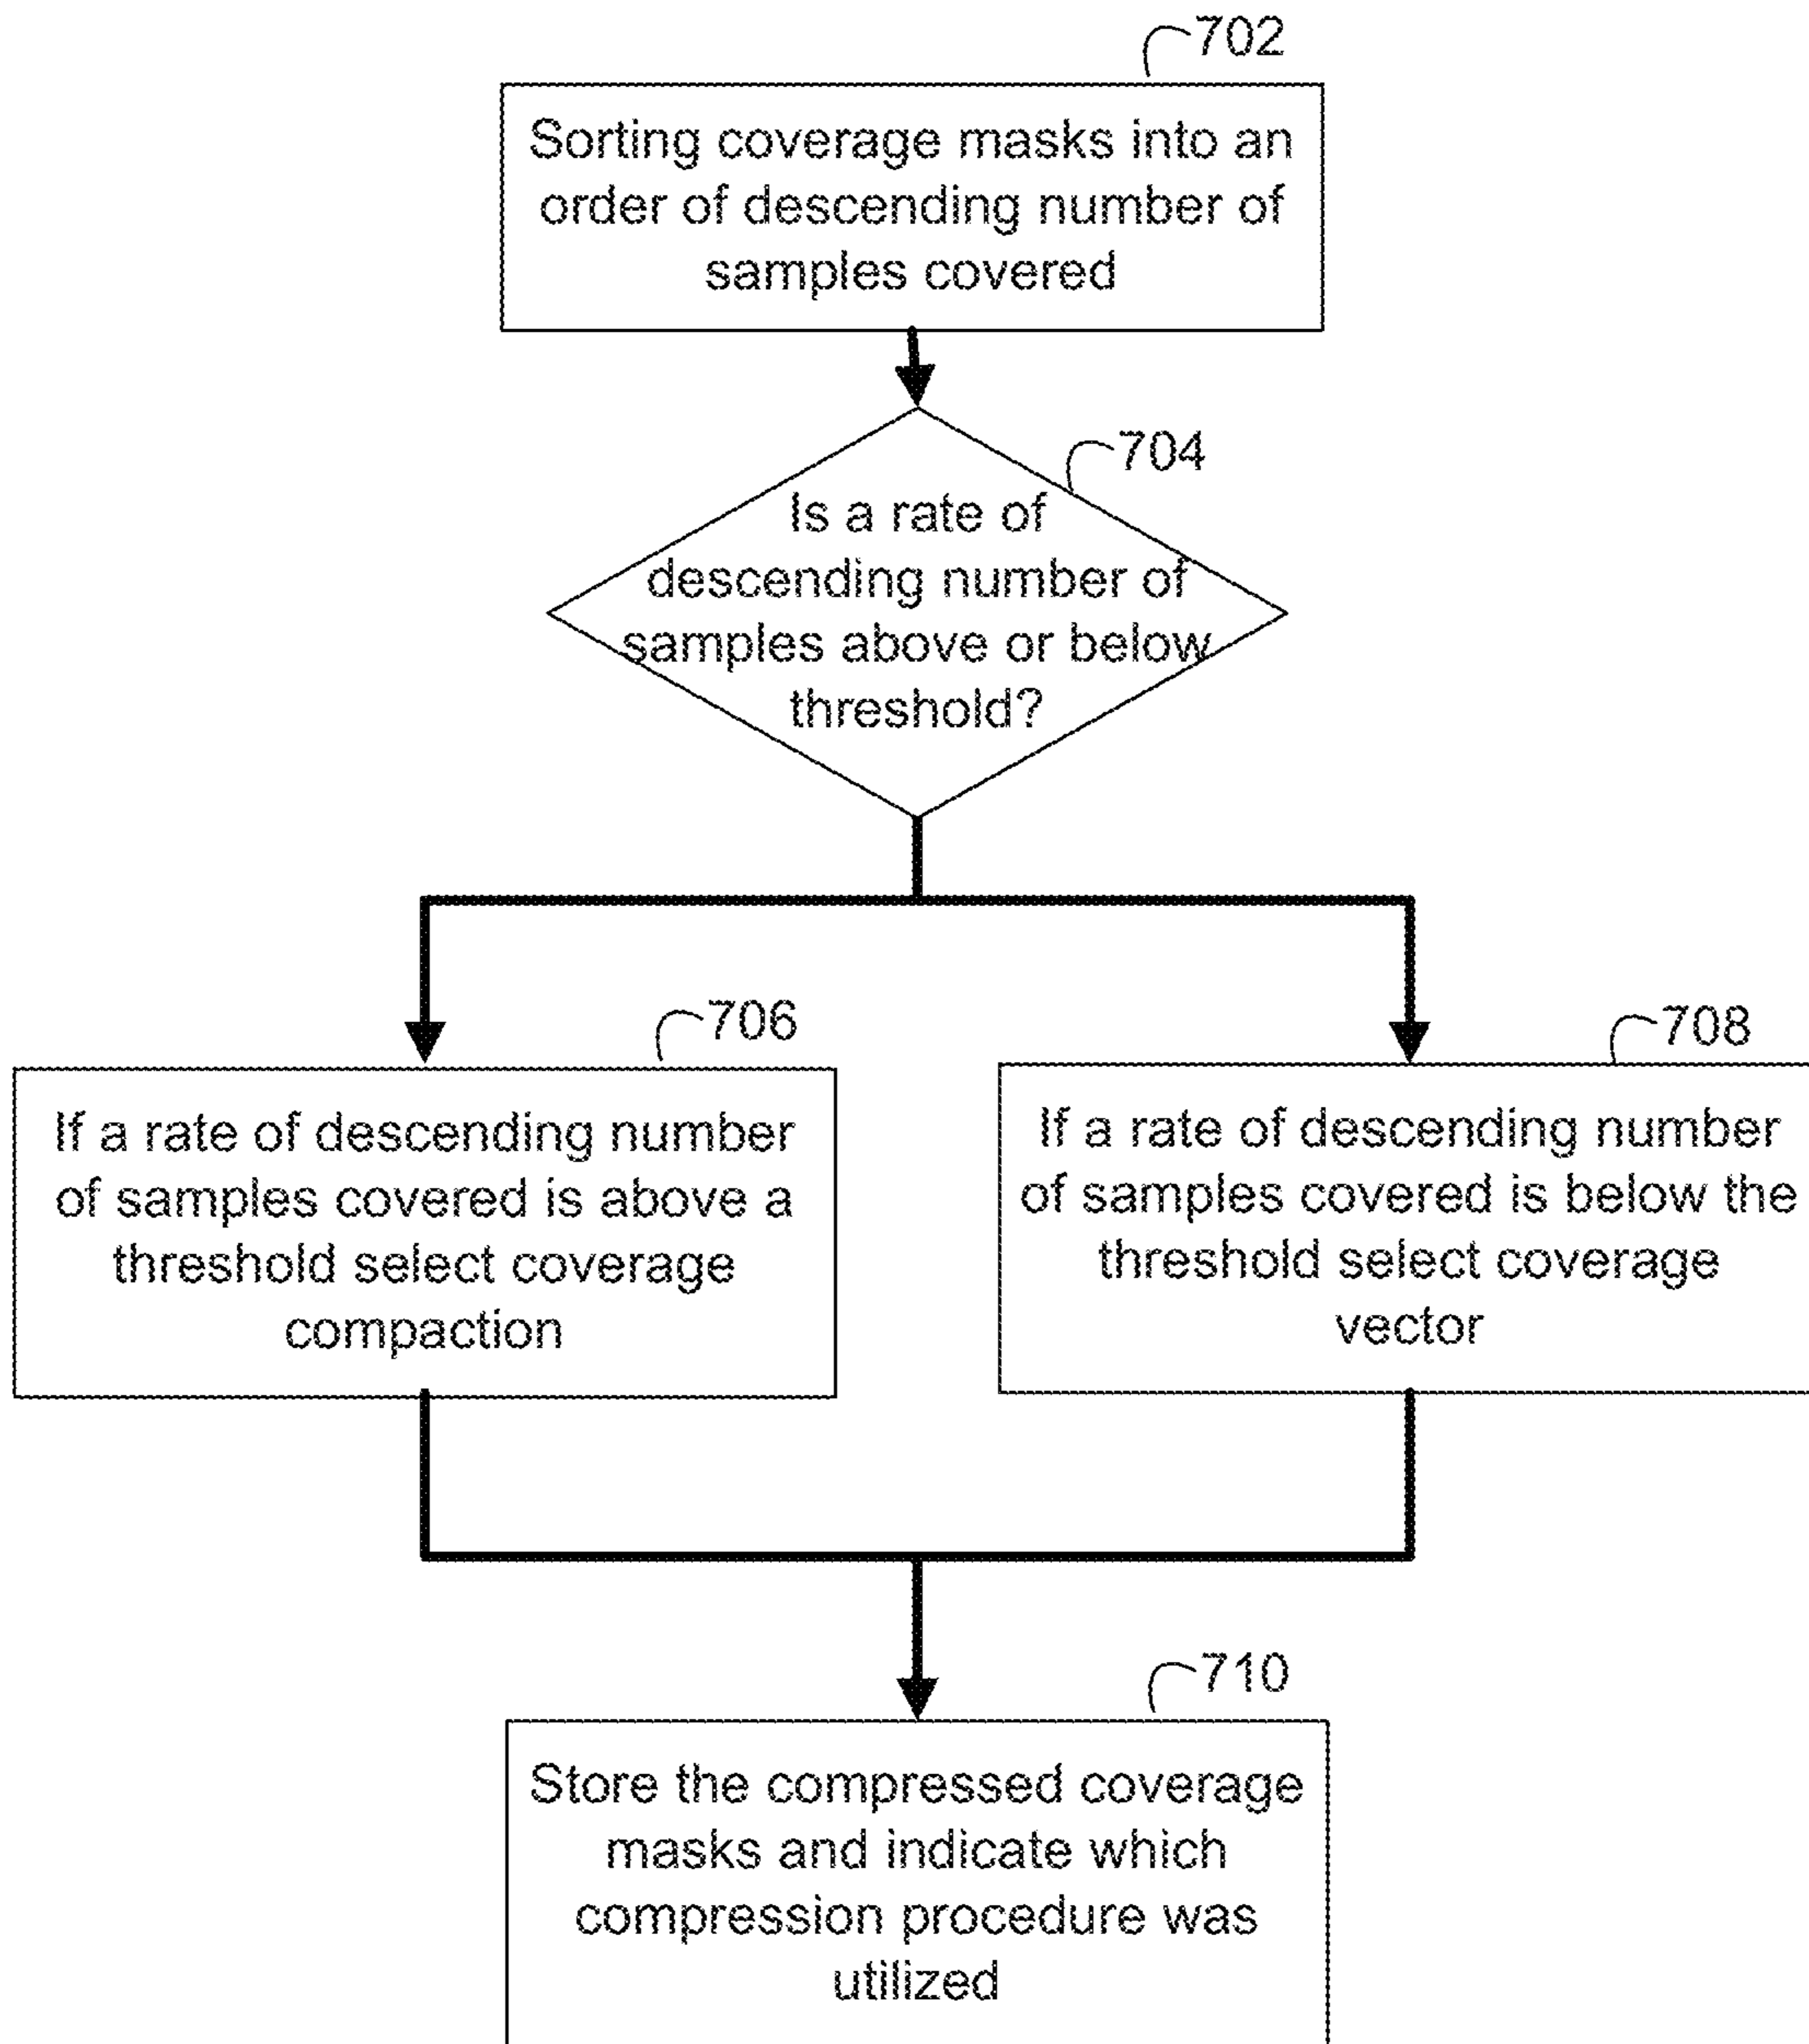 702
Sorting coverage masks into an
order of descending number of
samples covered
704
Is a rate of
descending number of
samples above or below
threshold?
706
If a rate of descending number
of samples covered is above a
threshold select coverage
compaction
708
If a rate of descending number
of samples covered is below the
threshold select coverage
vector
710
Store the compressed coverage
masks and indicate which
compression procedure was
utilized